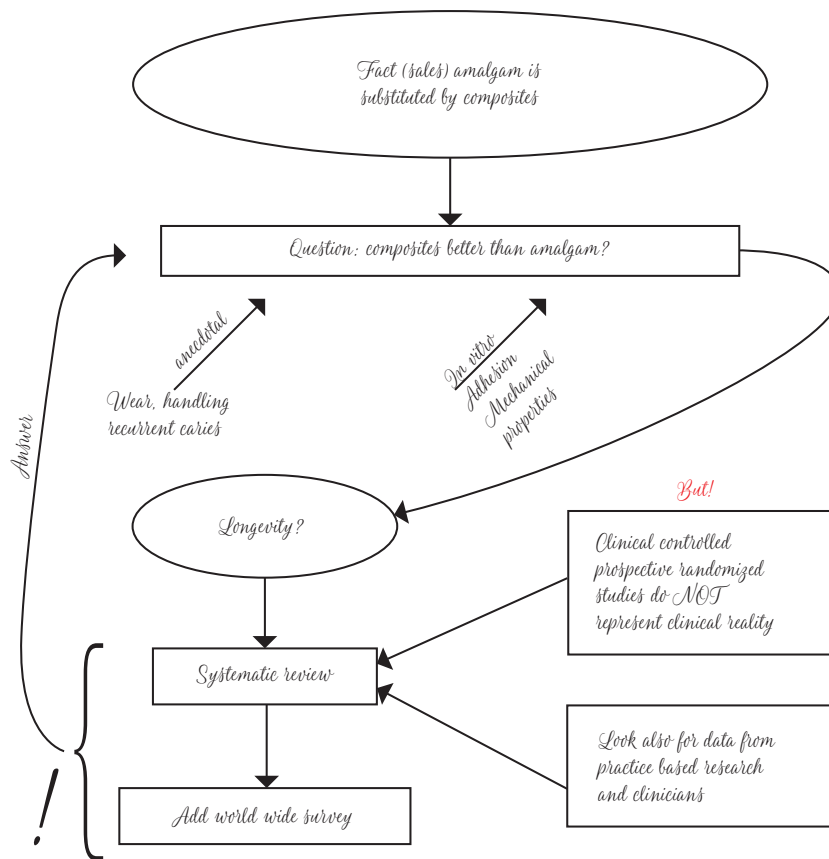 Fact (sales) amalgam is
substituted by composites
Question: composites better than amalgam?
anecdotal
Wear, handling
recurrent caries
In vitro
Adhesion
Mechanical
properties
Answer
Longevity?
But!
Clinical controlled
prospective randomized
studies do NOT
represent clinical reality
Systematic review
Look also for data from
practice based research
and clinicians
Add world wide survey
!